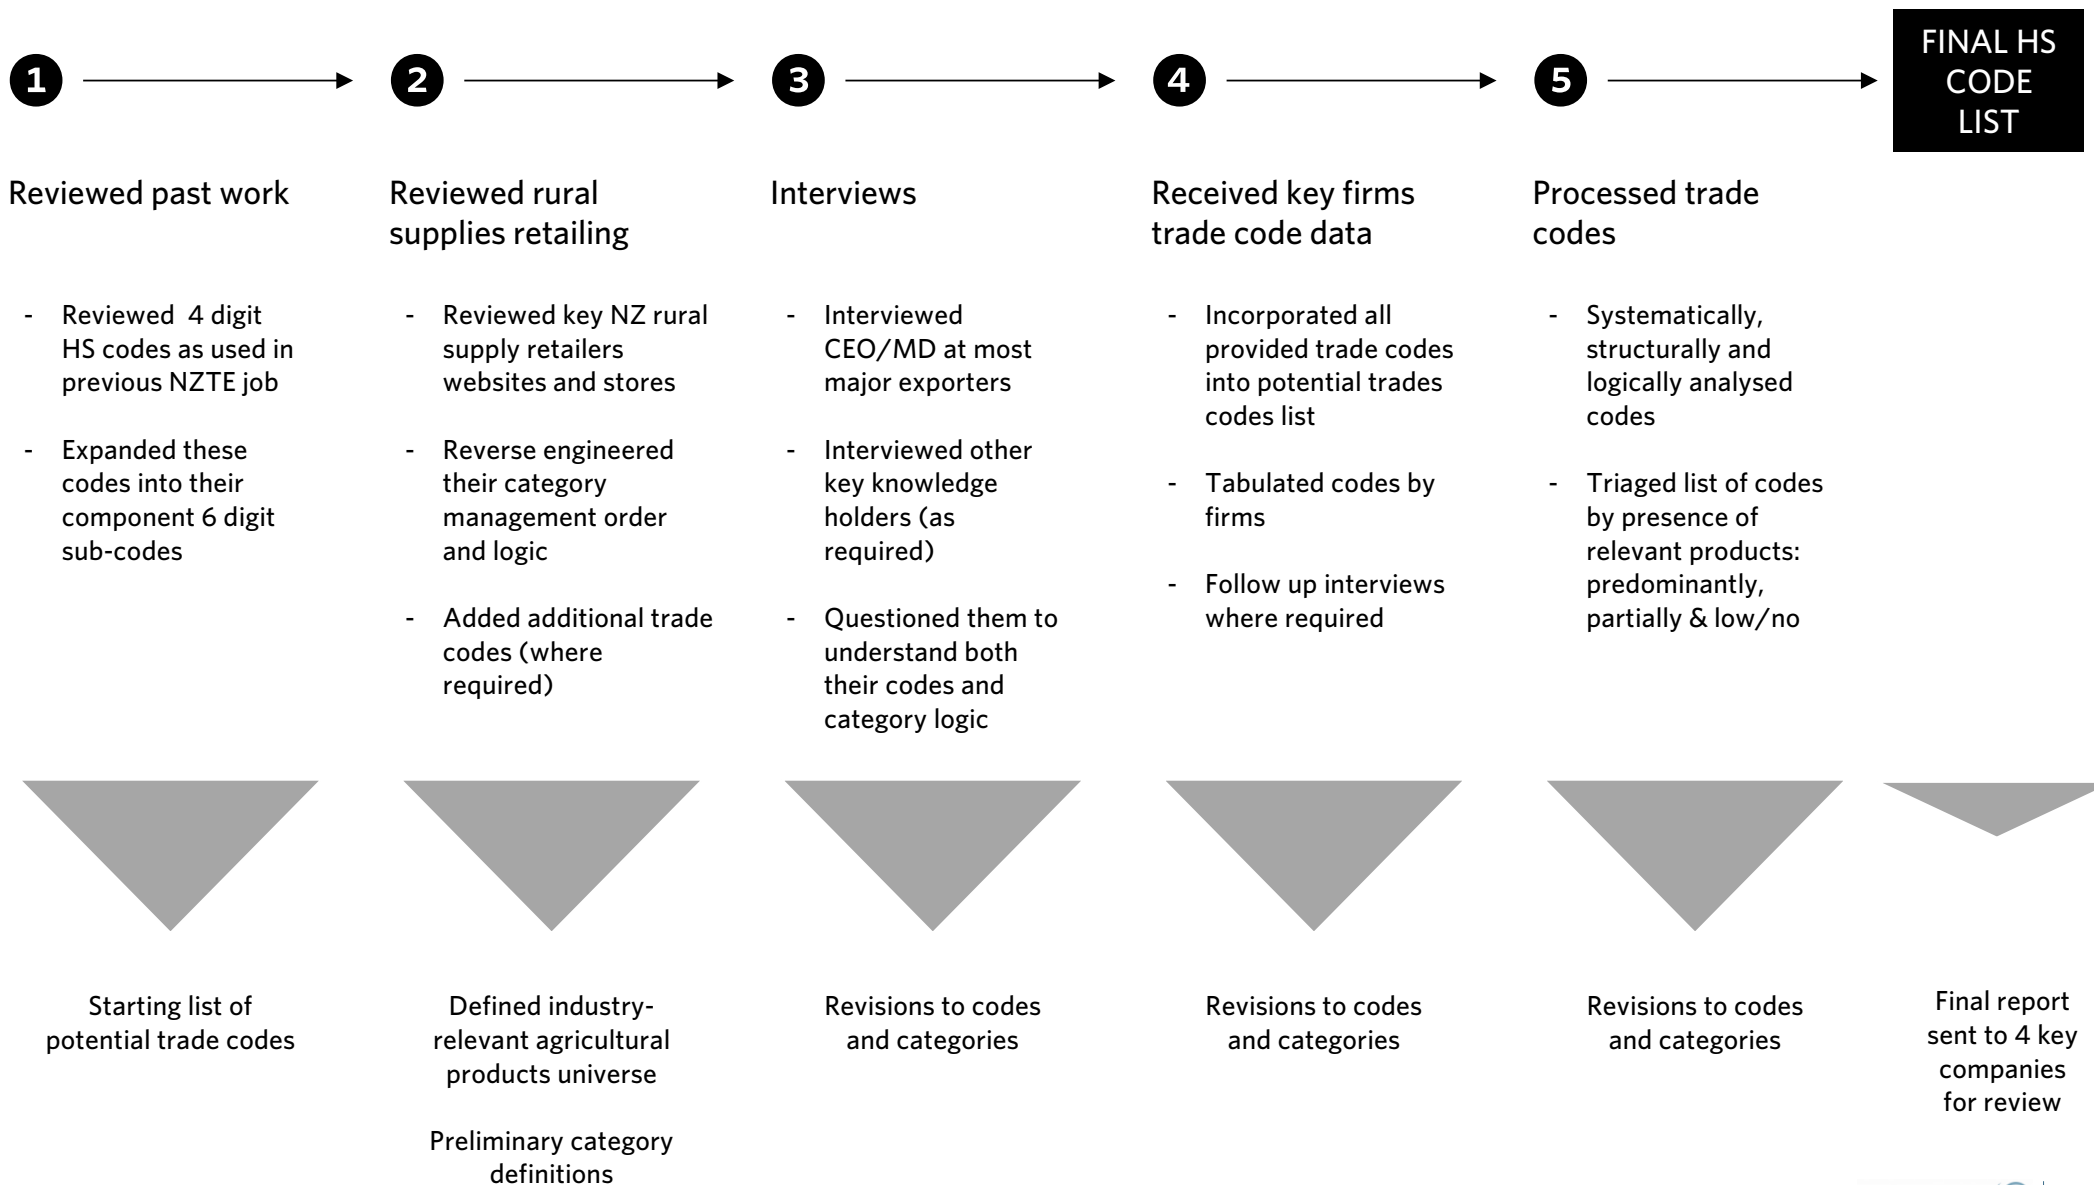 1
2
3
4
5
FINAL HS
CODE
LIST
Reviewed past work
- Reviewed 4 digit
HS codes as used in
previous NZTE job
- Expanded these
codes into their
component 6 digit
sub-codes
Starting list of
potential trade codes
Reviewed rural
supplies retailing
- Reviewed key NZ rural
supply retailers
websites and stores
- Reverse engineered
their category
management order
and logic
- Added additional trade
codes (where
required)
Defined industry-
relevant agricultural
products universe
Preliminary category
definitions
Interviews
- Interviewed
CEO/MD at most
major exporters
- Interviewed other
key knowledge
holders (as
required)
- Questioned them to
understand both
their codes and
category logic
Revisions to codes
and categories
Received key firms
trade code data
- Incorporated all
provided trade codes
into potential trades
codes list
- Tabulated codes by
firms
- Follow up interviews
where required
Revisions to codes
and categories
Processed trade
codes
- Systematically,
structurally and
logically analysed
codes
- Triaged list of codes
by presence of
relevant products:
predominantly,
partially & low/no
Revisions to codes
and categories
Final report
sent to 4 key
companies
for review